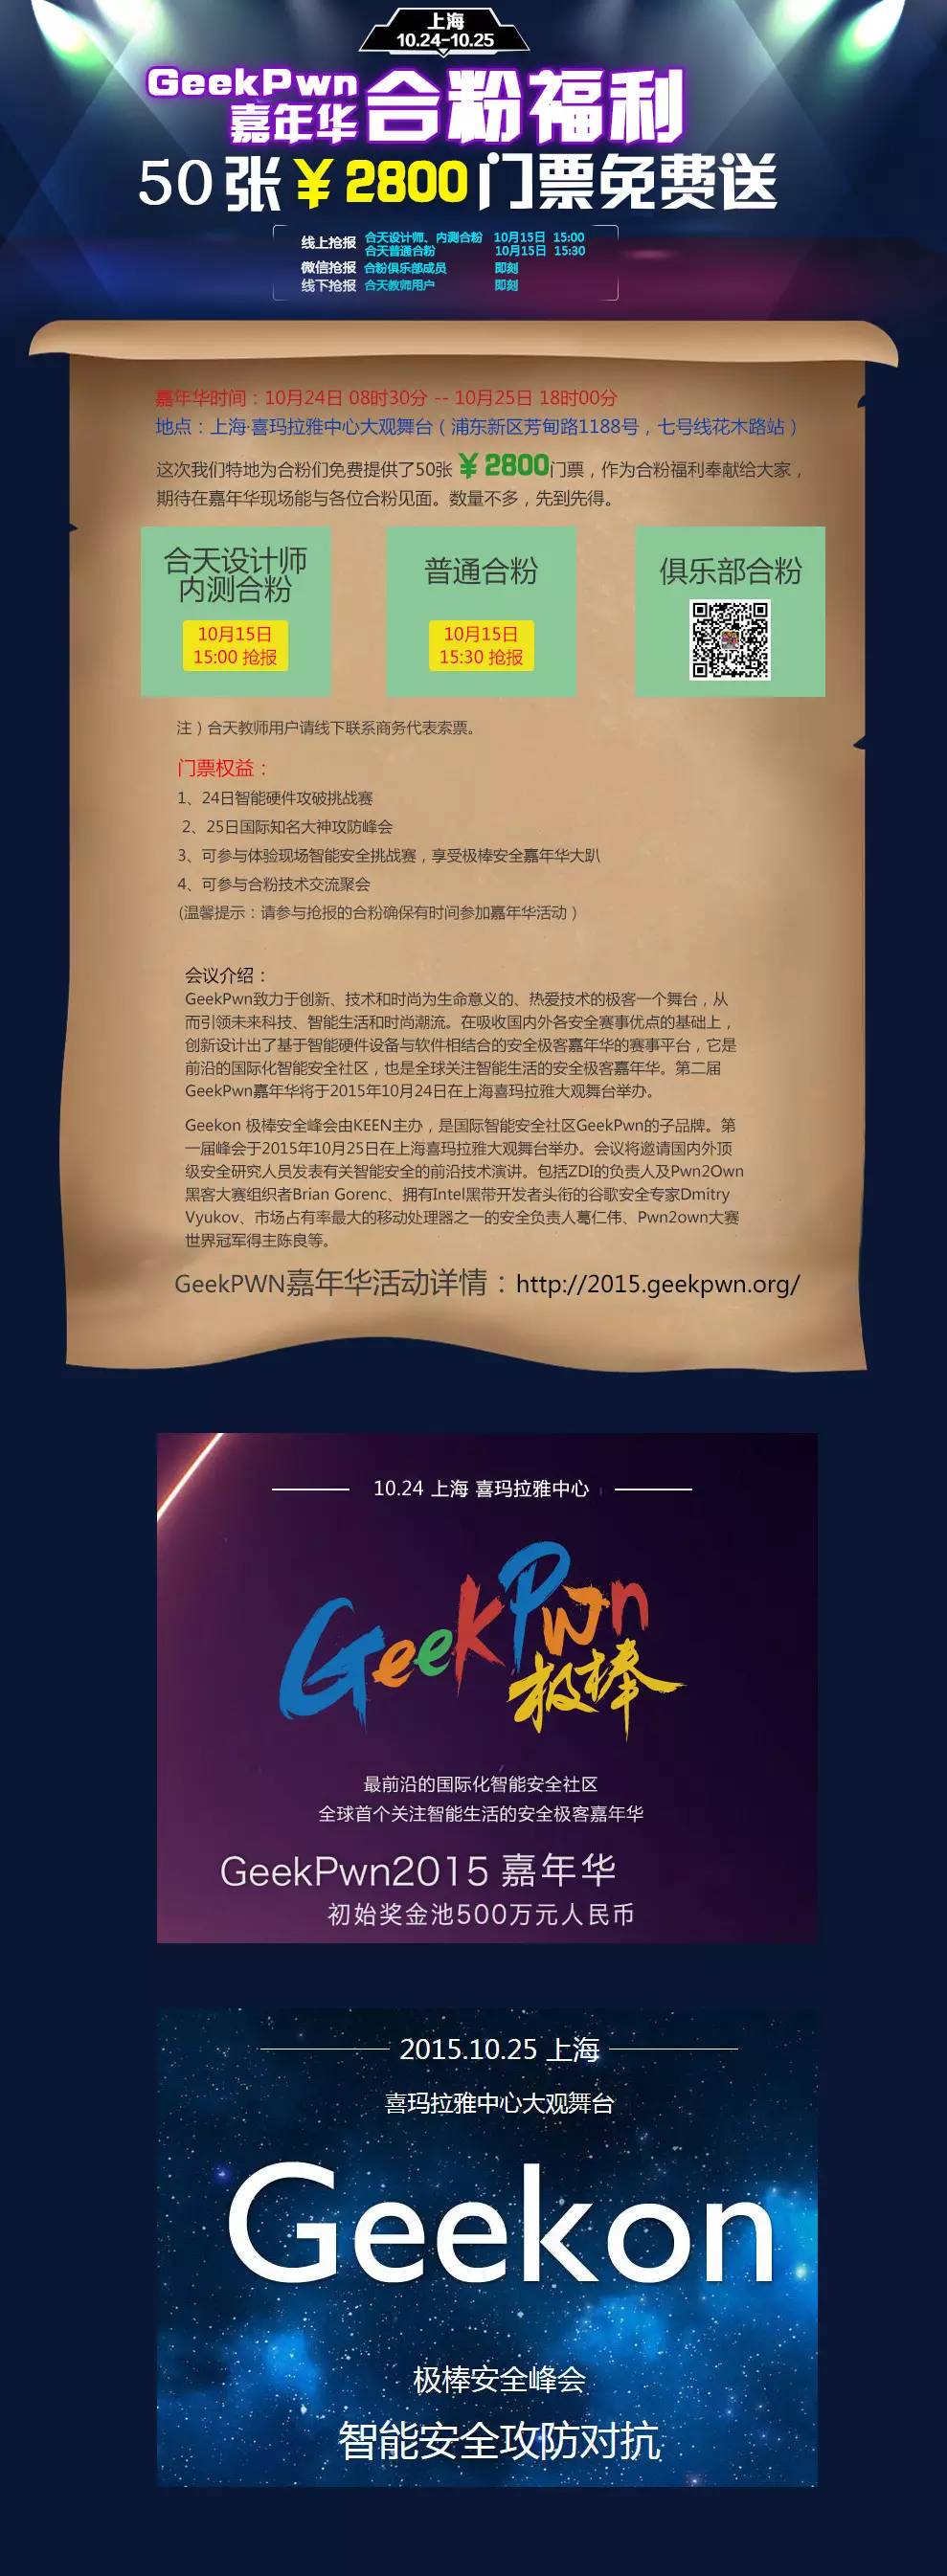 上海
10.24-10.25
GeekPwn
嘉年华 合粉福利
50张￥2800门票免费送
线上抢报 合天设计师、内测合粉 10月15日 15:00
合天普通合粉 10月15日 15:30
微信抢报 合粉俱乐部成员 即刻
线下抢报 合天教师用户 即刻
嘉年华时间：10月24日 08时30分 -- 10月25日 18时00分
地点：上海·喜玛拉雅中心大观舞台（浦东新区芳甸路1188号，七号线花木路站）
这次我们特地为合粉们免费提供了50张￥2800门票，作为合粉福利奉献给大家，
期待在嘉年华现场能与各位合粉见面。数量不多，先到先得。
合天设计师
内测合粉
10月15日
15:00 抢报
普通合粉
10月15日
15:30 抢报
俱乐部合粉
注）合天教师用户请线下联系商务代表索票。
门票权益：
1、24日智能硬件攻破挑战赛
2、25日国际知名大神攻防峰会
3、可参与体验现场智能安全挑战赛，享受极棒安全嘉年华大趴
4、可参与合粉技术交流聚会
(温馨提示：请参与抢报的合粉确保有时间参加嘉年华活动）
会议介绍：
GeekPwn致力于创新、技术和时尚为生命意义的、热爱技术的极客一个舞台，从
而引领未来科技、智能生活和时尚潮流。在吸收国内外各安全赛事优点的基础上，
创新设计出了基于智能硬件设备与软件相结合的安全极客嘉年华的赛事平台，它是
前沿的国际化智能安全社区，也是全球关注智能生活的安全极客嘉年华。第二届
GeekPwn嘉年华将于2015年10月24日在上海喜玛拉雅大观舞台举办。
Geekon 极棒安全峰会由KEEN主办，是国际智能安全社区GeekPwn的子品牌。第
一届峰会于2015年10月25日在上海喜玛拉雅大观舞台举办。会议将邀请国内外顶
级安全研究人员发表有关智能安全的前沿技术演讲。包括ZDI的负责人及Pwn2Own
黑客大赛组织者Brian Gorenc、拥有Intel黑带开发者头衔的谷歌安全专家Dmitry
Vyukov、市场占有率最大的移动处理器之一的安全负责人葛仁伟、Pwn2own大赛
世界冠军得主陈良等。
GeekPWN嘉年华活动详情：http://2015.geekpwn.org/
10.24 上海 喜玛拉雅中心
GeekPwn
极棒
最前沿的国际化智能安全社区
全球首个关注智能生活的安全极客嘉年华
GeekPwn2015 嘉年华
初始奖金池500万元人民币
2015.10.25 上海
喜玛拉雅中心大观舞台
Geekon
极棒安全峰会
智能安全攻防对抗